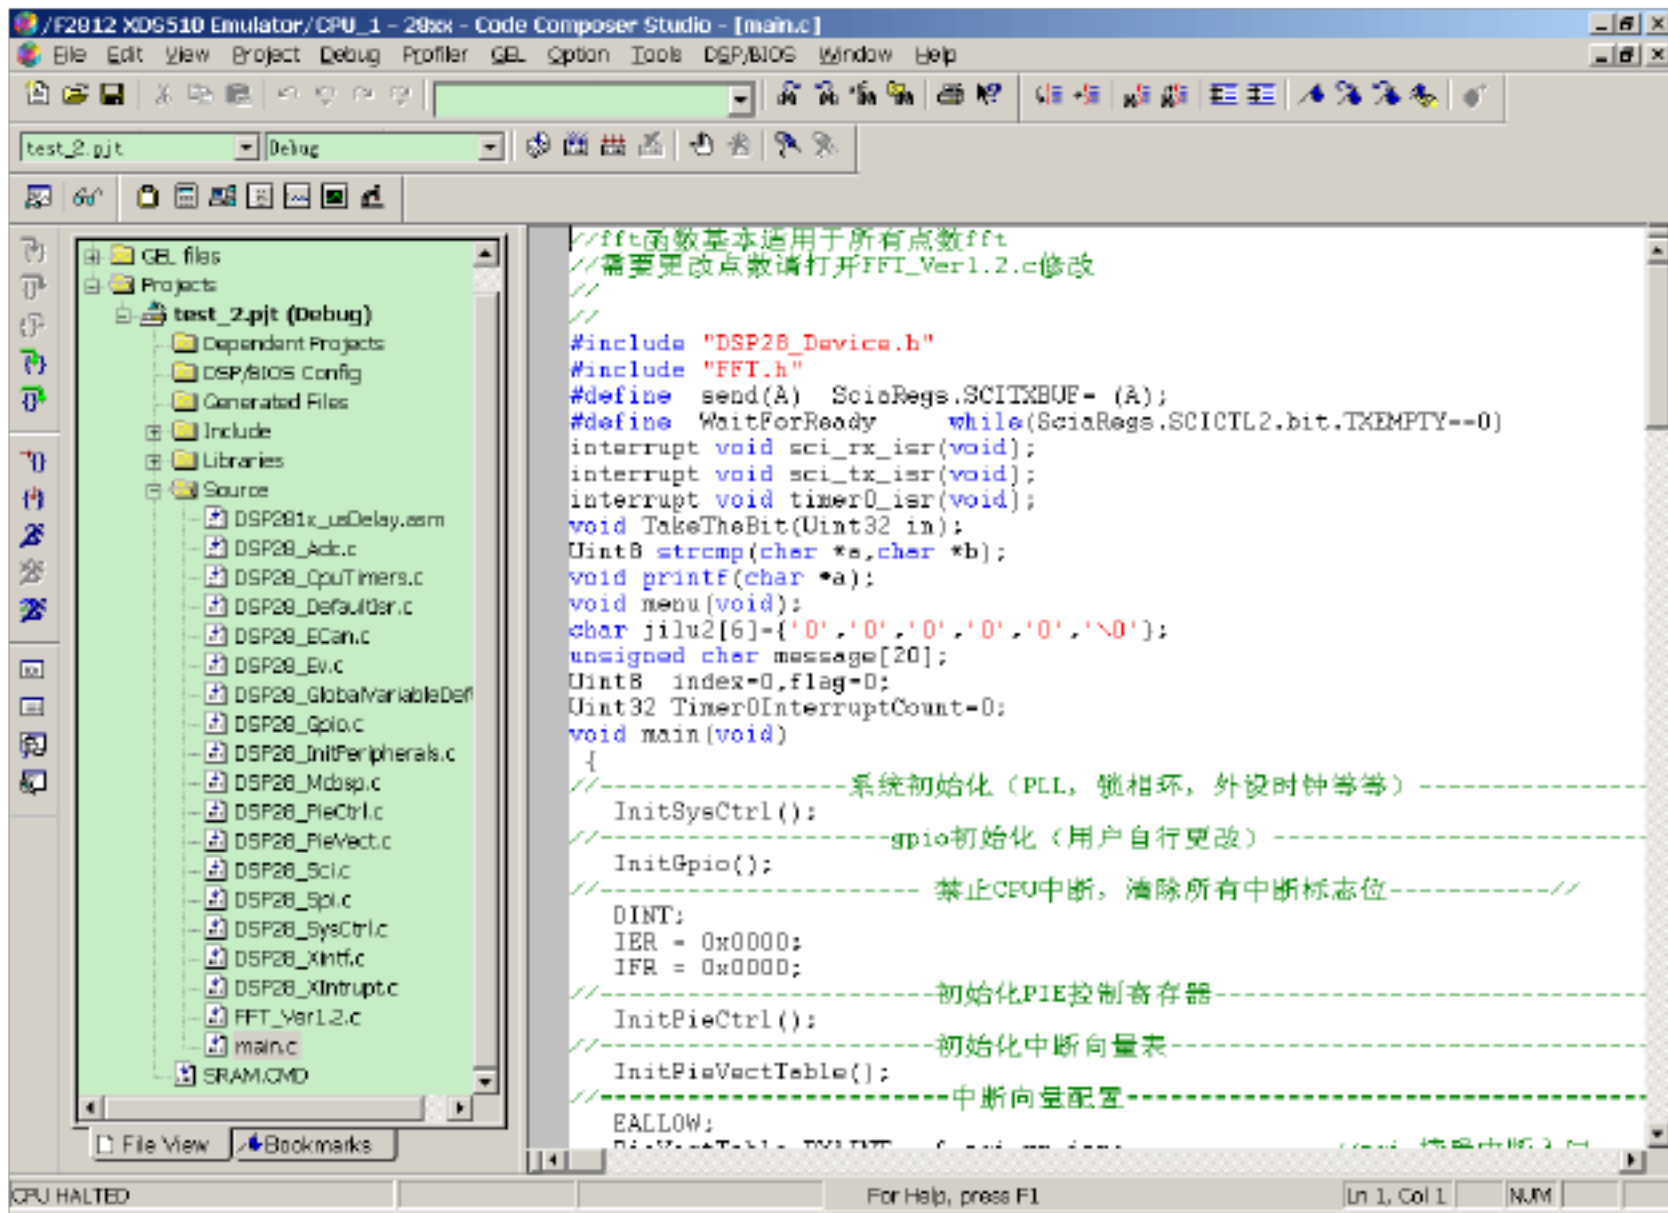 /F2812 XDS510 Emulator/CPU_1 - 28xx - Code Composer Studio - [main.c]
File Edit View Project Debug Profiler GEL Option Tools DSP/BIOS Window Help
test_2.pjt Debug
GEL files
Projects
test_2.pjt (Debug)
Dependent Projects
DSP/BIOS Config
Generated Files
Include
Libraries
Source
DSP281x_usDelay.asm
DSP28_Adc.c
DSP28_CpuTimers.c
DSP28_DefaultIsr.c
DSP28_ECan.c
DSP28_Ev.c
DSP28_GlobalVariableDef
DSP28_Gpio.c
DSP28_InitPeripherals.c
DSP28_Mcbsp.c
DSP28_PieCtrl.c
DSP28_PieVect.c
DSP28_Sci.c
DSP28_Spi.c
DSP28_SysCtrl.c
DSP28_Xintf.c
DSP28_XIntrupt.c
FFT_Ver1.2.c
main.c
SRAM.CMD
File View Bookmarks
//fft函数基本适用于所有点数fft
//需要更改点数请打开FFT_Ver1.2.c修改
//
//
#include "DSP28_Device.h"
#include "FFT.h"
#define send(A) SciaRegs.SCITXBUF= (A);
#define WaitForReady while(SciaRegs.SCICTL2.bit.TXEMPTY==0)
interrupt void sci_rx_isr(void);
interrupt void sci_tx_isr(void);
interrupt void timer0_isr(void);
void TakeTheBit(Uint32 in);
Uint8 strcmp(char *a,char *b);
void printf(char *a);
void menu(void);
char jilu2[6]={'0','0','0','0','0','\0'};
unsigned char message[20];
Uint8 index=0,flag=0;
Uint32 Timer0InterruptCount=0;
void main(void)
{
//-----------------系统初始化（PLL，锁相环，外设时钟等等）---------------
InitSysCtrl();
//--------------------gpio初始化（用户自行更改）-------------------------
InitGpio();
//---------------------- 禁止CPU中断，清除所有中断标志位-----------//
DINT;
IER = 0x0000;
IFR = 0x0000;
//-----------------------初始化PIE控制寄存器-----------------------------
InitPieCtrl();
//-----------------------初始化中断向量表--------------------------------
InitPieVectTable();
//------------------------中断向量配置-----------------------------------
EALLOW;
CPU HALTED
For Help, press F1
Ln 1, Col 1
NUM